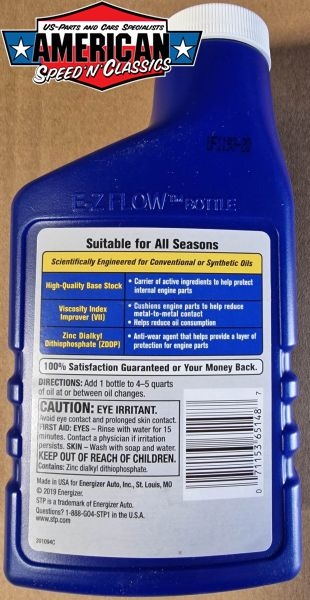 US-PARTS AND CARS SPECIALISTS
AMERICAN
SPEED'N'CLASSICS
E-Z FLOW™ BOTTLE
Suitable for All Seasons
Scientifically Engineered for Conventional or Synthetic Oils
High-Quality Base Stock
• Carrier of active ingredients to help protect
internal engine parts
Viscosity Index
Improver (VII)
• Cushions engine parts to help reduce
metal-to-metal contact
• Helps reduce oil consumption
Zinc Dialkyl
Dithiophosphate (ZDDP)
• Anti-wear agent that helps provide a layer of
protection for engine parts
100% Satisfaction Guaranteed or Your Money Back.
DIRECTIONS: Add 1 bottle to 4–5 quarts
of oil at or between oil changes.
CAUTION: EYE IRRITANT.
Avoid eye contact and prolonged skin contact.
FIRST AID: EYES – Rinse with water for 15
minutes. Contact a physician if irritation
persists. SKIN – Wash with soap and water.
KEEP OUT OF REACH OF CHILDREN.
Contains: Zinc dialkyl dithiophosphate.
Made in USA for Energizer Auto, Inc., St. Louis, MO
© 2019 Energizer.
STP is a trademark of Energizer Auto.
Questions? 1-888-G04-STP1 in the U.S.A.
www.stp.com
201094C
0 71153 65148 7